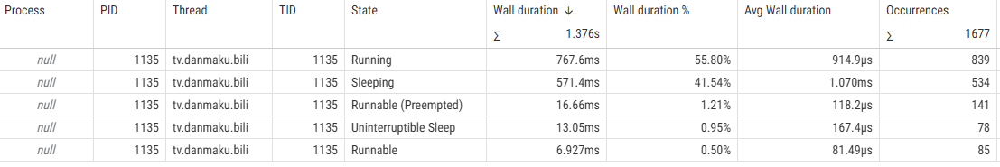 Process PID Thread TID State Wall duration ↓ Wall duration % Avg Wall duration Occurrences
Σ 1.376s Σ 1677
null 1135 tv.danmaku.bili 1135 Running 767.6ms 55.80% 914.9µs 839
null 1135 tv.danmaku.bili 1135 Sleeping 571.4ms 41.54% 1.070ms 534
null 1135 tv.danmaku.bili 1135 Runnable (Preempted) 16.66ms 1.21% 118.2µs 141
null 1135 tv.danmaku.bili 1135 Uninterruptible Sleep 13.05ms 0.95% 167.4µs 78
null 1135 tv.danmaku.bili 1135 Runnable 6.927ms 0.50% 81.49µs 85